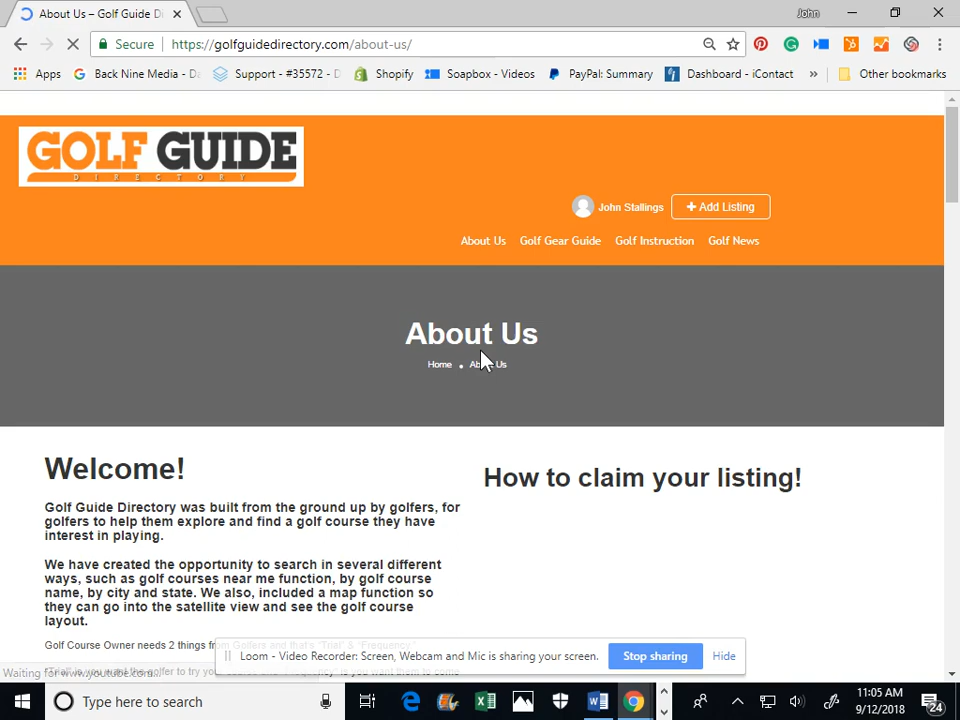 About Us – Golf Guide D
John
Secure
https://golfguidedirectory.com/about-us/
Apps
Back Nine Media - Da
Support - #35572 - D
Shopify
Soapbox - Videos
PayPal: Summary
Dashboard - iContact
»
Other bookmarks
GOLF GUIDE
DIRECTORY
John Stallings
+ Add Listing
About Us
Golf Gear Guide
Golf Instruction
Golf News
About Us
Home
About Us
Welcome!
How to claim your listing!
Golf Guide Directory was built from the ground up by golfers, for
golfers to help them explore and find a golf course they have
interest in playing.
We have created the opportunity to search in several different
ways, such as golf courses near me function, by golf course
name, by city and state. We also, included a map function so
they can go into the satellite view and see the golf course
layout.
Golf Course Owner needs 2 things from Golfers and that's "Trial" & "Frequency"
Loom - Video Recorder: Screen, Webcam and Mic is sharing your screen.
Stop sharing
Hide
Waiting for www.youtube.com...
Type here to search
11:05 AM
9/12/2018
24